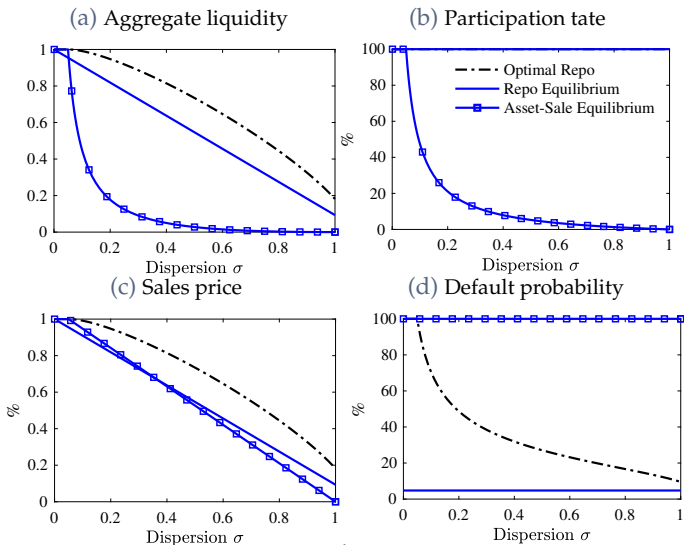 (a) Aggregate liquidity
1
0.8
0.6
0.4
0.2
0
0 0.2 0.4 0.6 0.8 1
Dispersion σ
(b) Participation tate
100
80
60
40
20
0
%
Optimal Repo
Repo Equilibrium
Asset-Sale Equilibrium
0 0.2 0.4 0.6 0.8 1
Dispersion σ
(c) Sales price
1
0.8
0.6
0.4
0.2
0
%
0 0.2 0.4 0.6 0.8 1
Dispersion σ
(d) Default probability
100
80
60
40
20
0
%
0 0.2 0.4 0.6 0.8 1
Dispersion σ